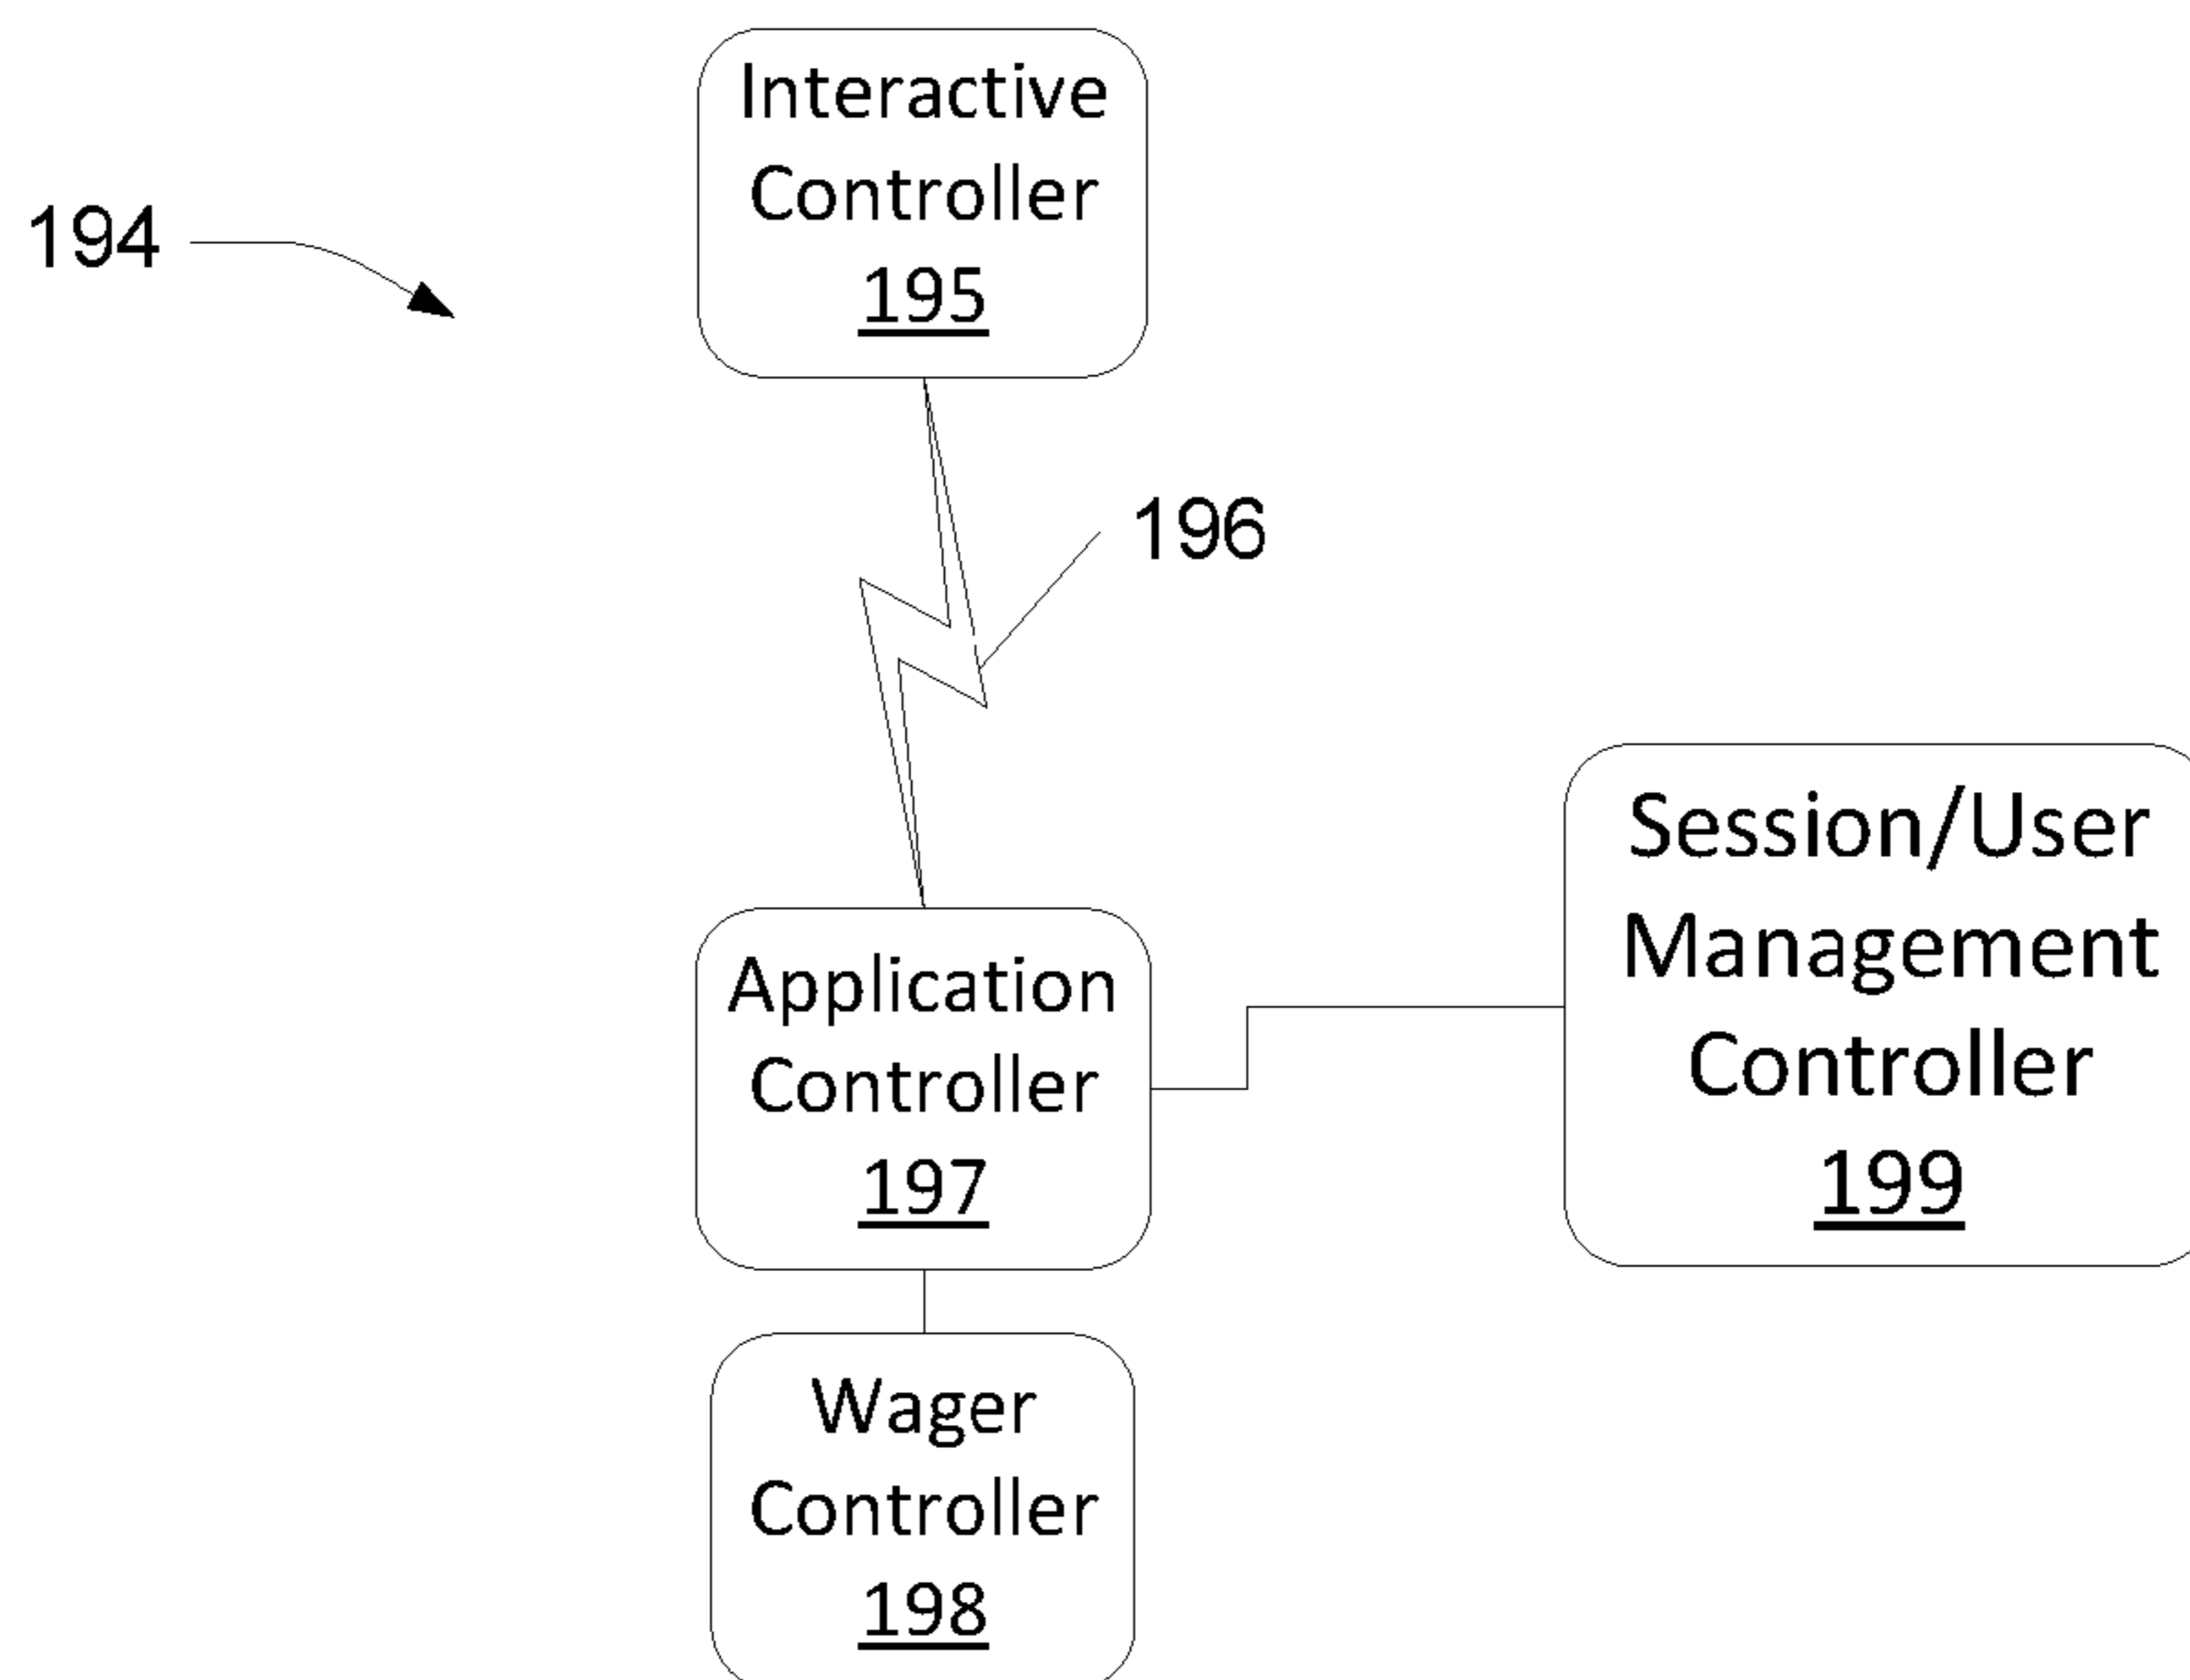 Interactive
Controller
195
194
196
Application
Controller
197
Session/User
Management
Controller
199
Wager
Controller
198